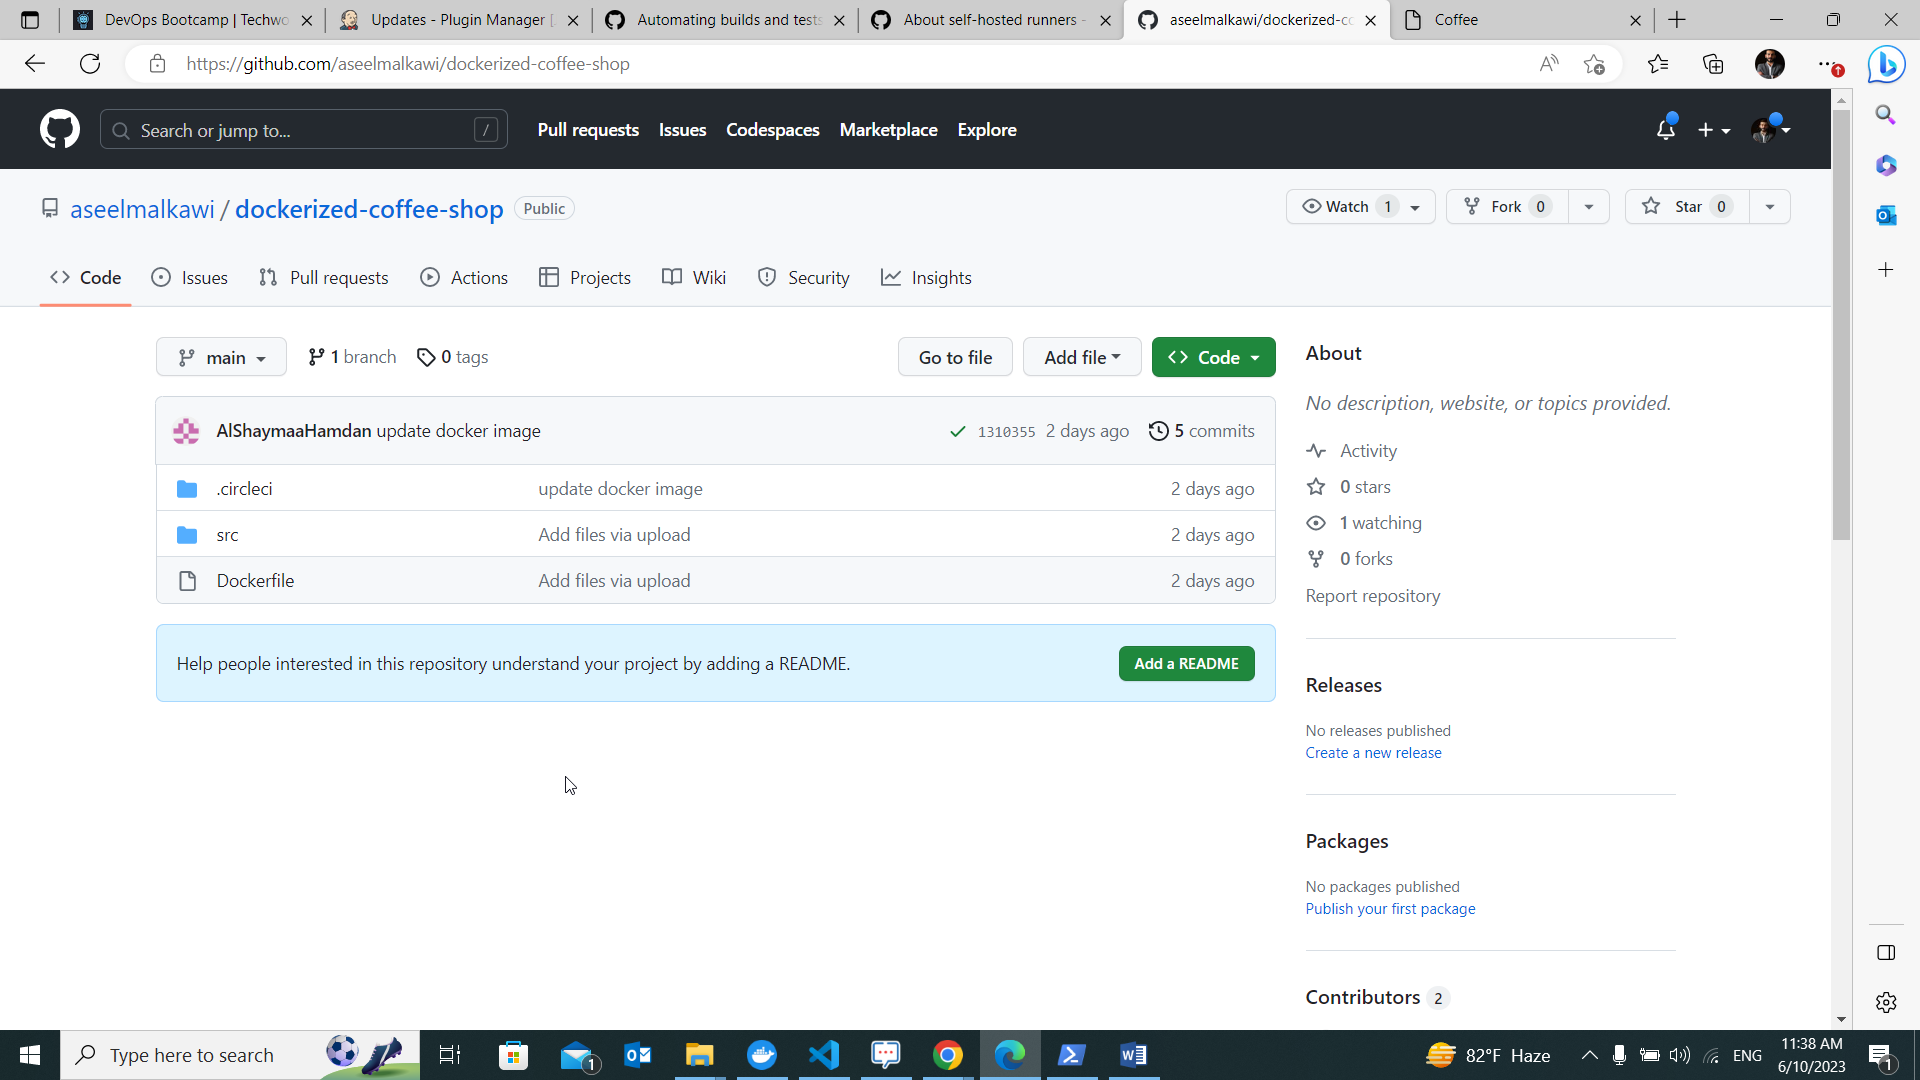 DevOps Bootcamp | Techwo
Updates - Plugin Manager [
Automating builds and tests
About self-hosted runners -
aseelmalkawi/dockerized-co
Coffee
https://github.com/aseelmalkawi/dockerized-coffee-shop
Search or jump to...
/
Pull requests
Issues
Codespaces
Marketplace
Explore
aseelmalkawi / dockerized-coffee-shop
Public
Watch 1
Fork 0
Star 0
Code
Issues
Pull requests
Actions
Projects
Wiki
Security
Insights
main
1 branch
0 tags
Go to file
Add file
Code
AlShaymaaHamdan update docker image
1310355 2 days ago
5 commits
.circleci update docker image 2 days ago
src Add files via upload 2 days ago
Dockerfile Add files via upload 2 days ago
Help people interested in this repository understand your project by adding a README.
Add a README
About
No description, website, or topics provided.
Activity
0 stars
1 watching
0 forks
Report repository
Releases
No releases published
Create a new release
Packages
No packages published
Publish your first package
Contributors 2
Type here to search
1
82°F Haze
ENG
11:38 AM
6/10/2023
1